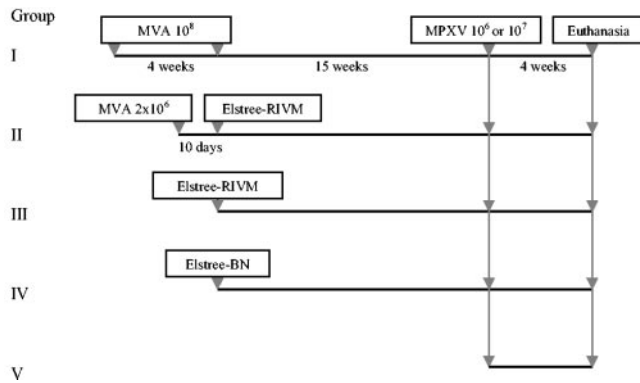 Group
MVA 10⁸
MPXV 10⁶ or 10⁷
Euthanasia
I
4 weeks
15 weeks
4 weeks
MVA 2x10⁶
Elstree-RIVM
II
10 days
Elstree-RIVM
III
Elstree-BN
IV
V